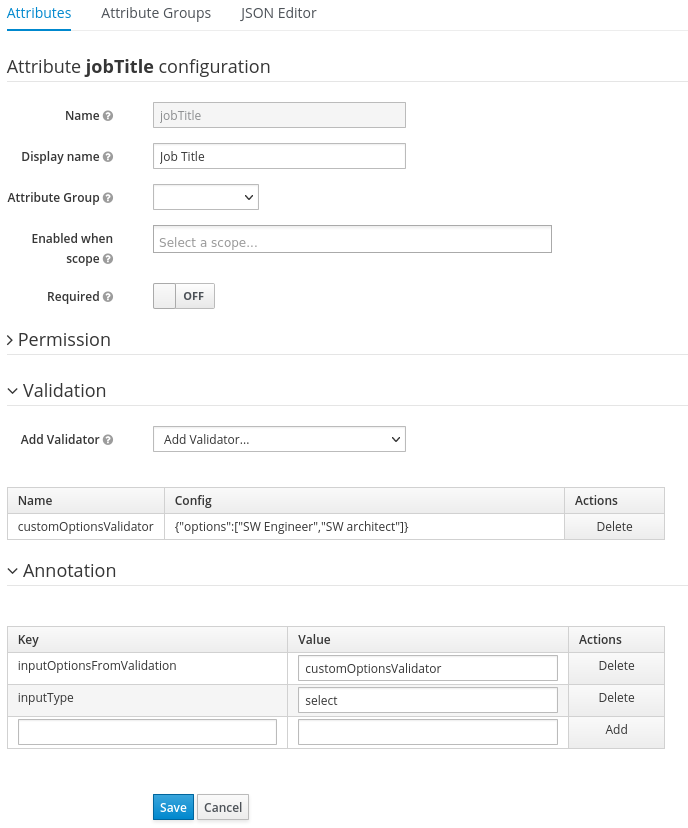 Attributes Attribute Groups JSON Editor
Attribute jobTitle configuration
Name
jobTitle
Display name
Job Title
Attribute Group
Enabled when
scope
Select a scope...
Required
OFF
Permission
Validation
Add Validator
Add Validator...
Name Config Actions
customOptionsValidator {"options":["SW Engineer","SW architect"]} Delete
Annotation
Key Value Actions
inputOptionsFromValidation customOptionsValidator Delete
inputType select Delete
Add
Save Cancel